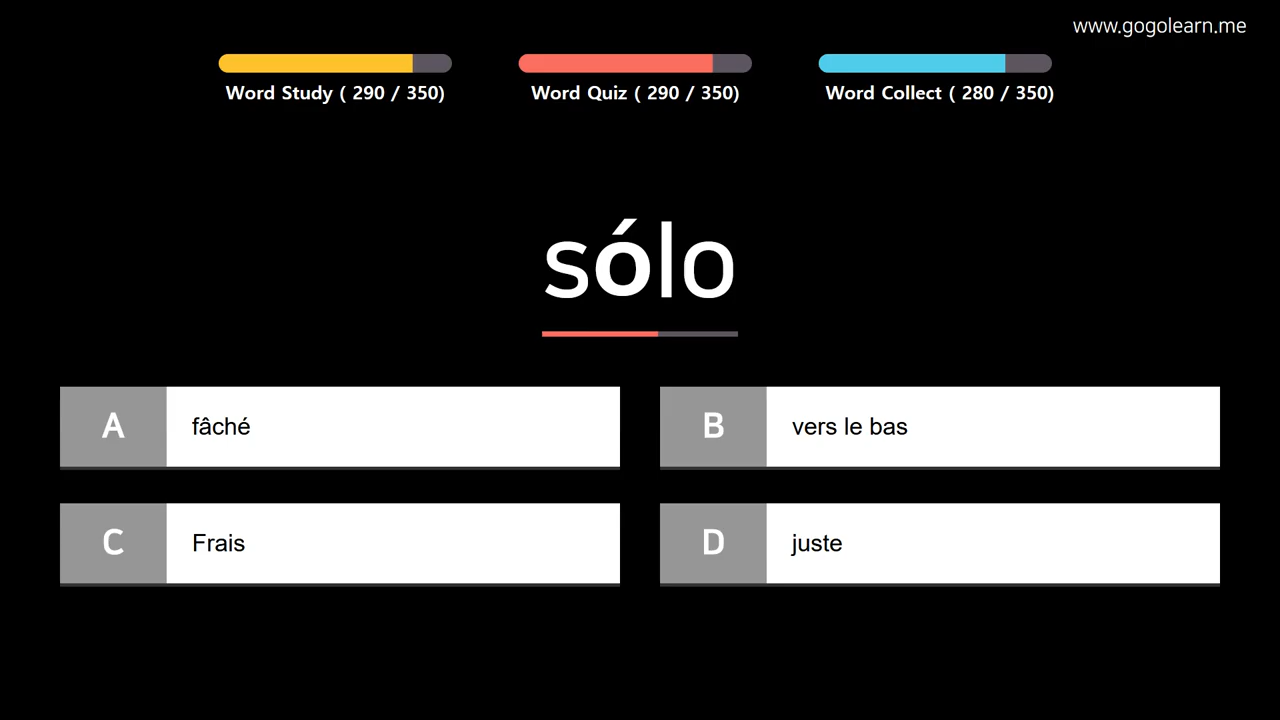 www.gogolearn.me
Word Study ( 290 / 350)
Word Quiz ( 290 / 350)
Word Collect ( 280 / 350)
sólo
A
fâché
B
vers le bas
C
Frais
D
juste